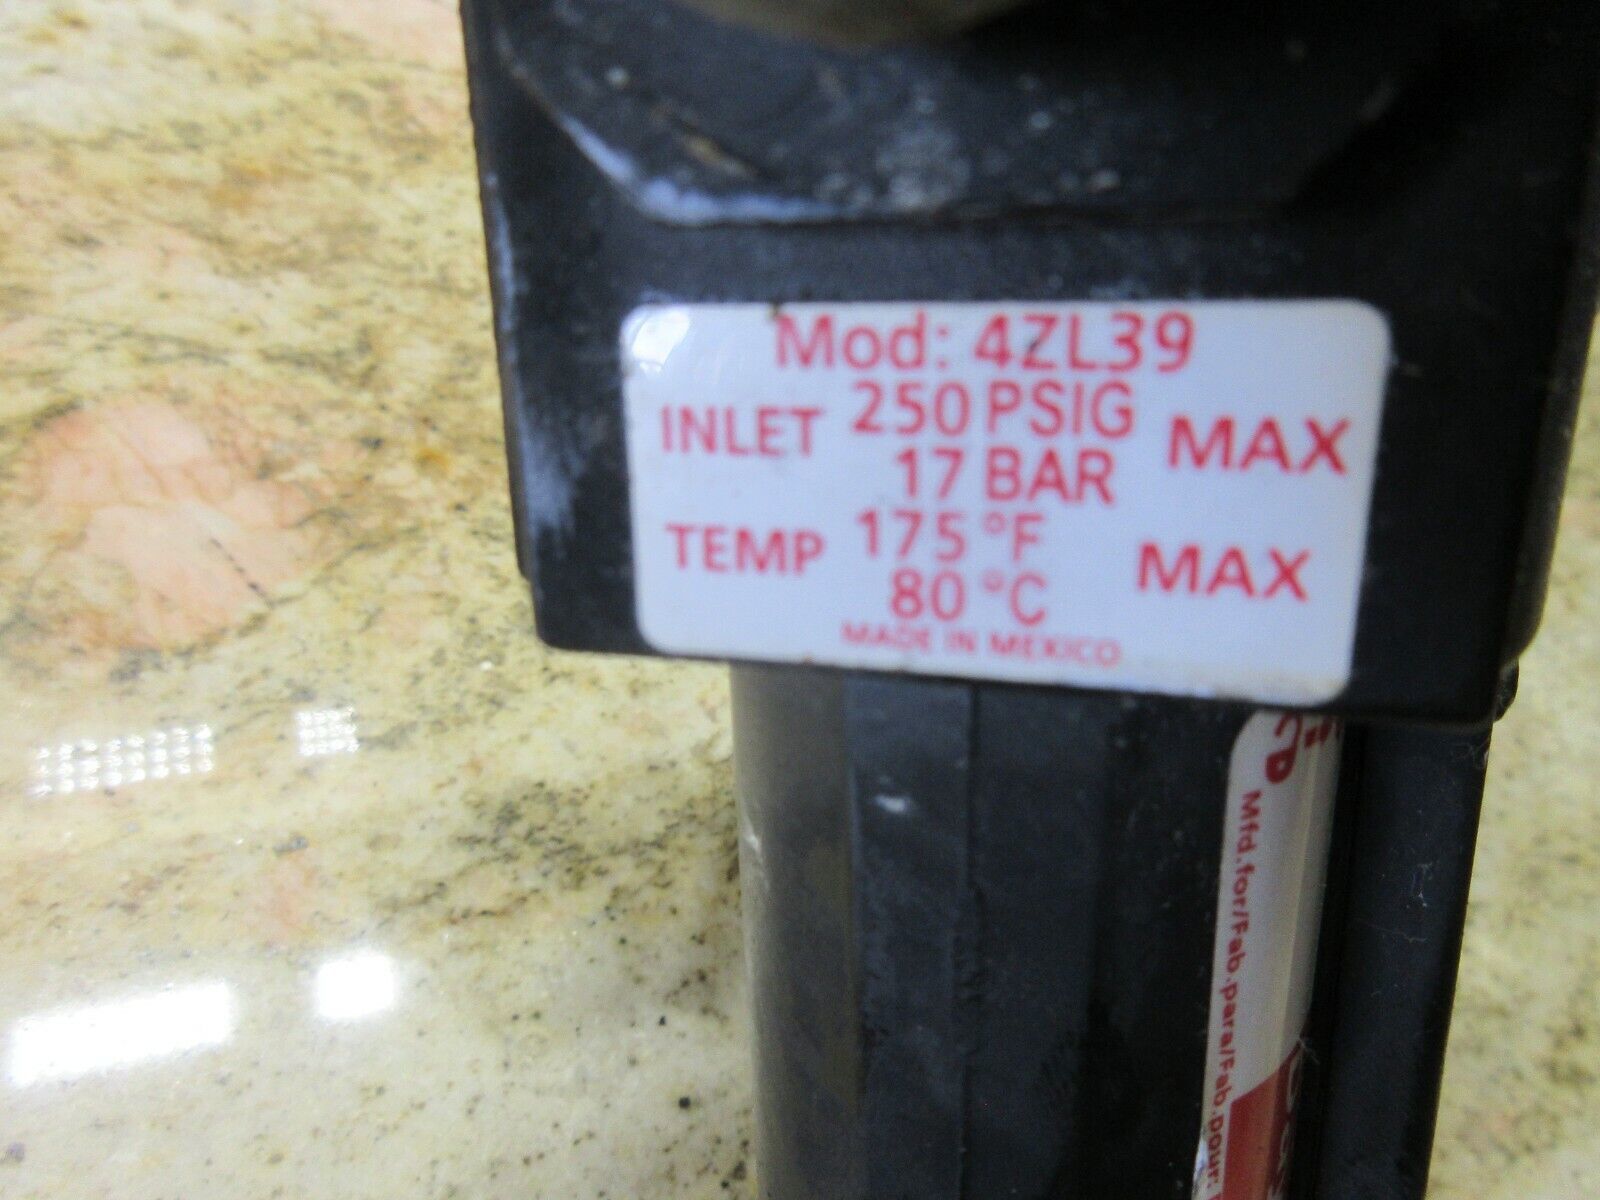 Mod: 4ZL39
INLET 250 PSIG MAX
17 BAR
TEMP 175 °F MAX
80 °C
MADE IN MEXICO
Mfd.for/Fab.para/Fab.pour: